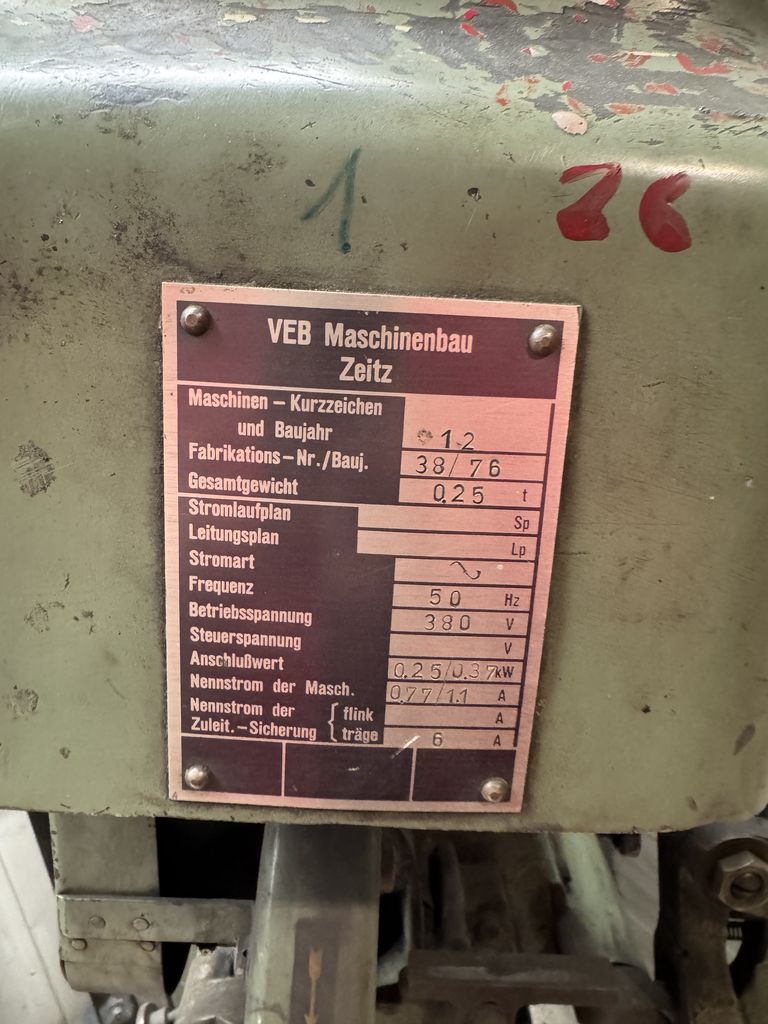 1 26
VEB Maschinenbau
Zeitz
Maschinen – Kurzzeichen
und Baujahr 12
Fabrikations – Nr./Bauj. 38/76
Gesamtgewicht 0.25 t
Stromlaufplan Sp
Leitungsplan Lp
Stromart ~
Frequenz 50 Hz
Betriebsspannung 380 V
Steuerspannung V
Anschlußwert 0.25/0.37 kW
Nennstrom der Masch. 0.77/1.1 A
Nennstrom der { flink A
Zuleit.–Sicherung träge 6 A